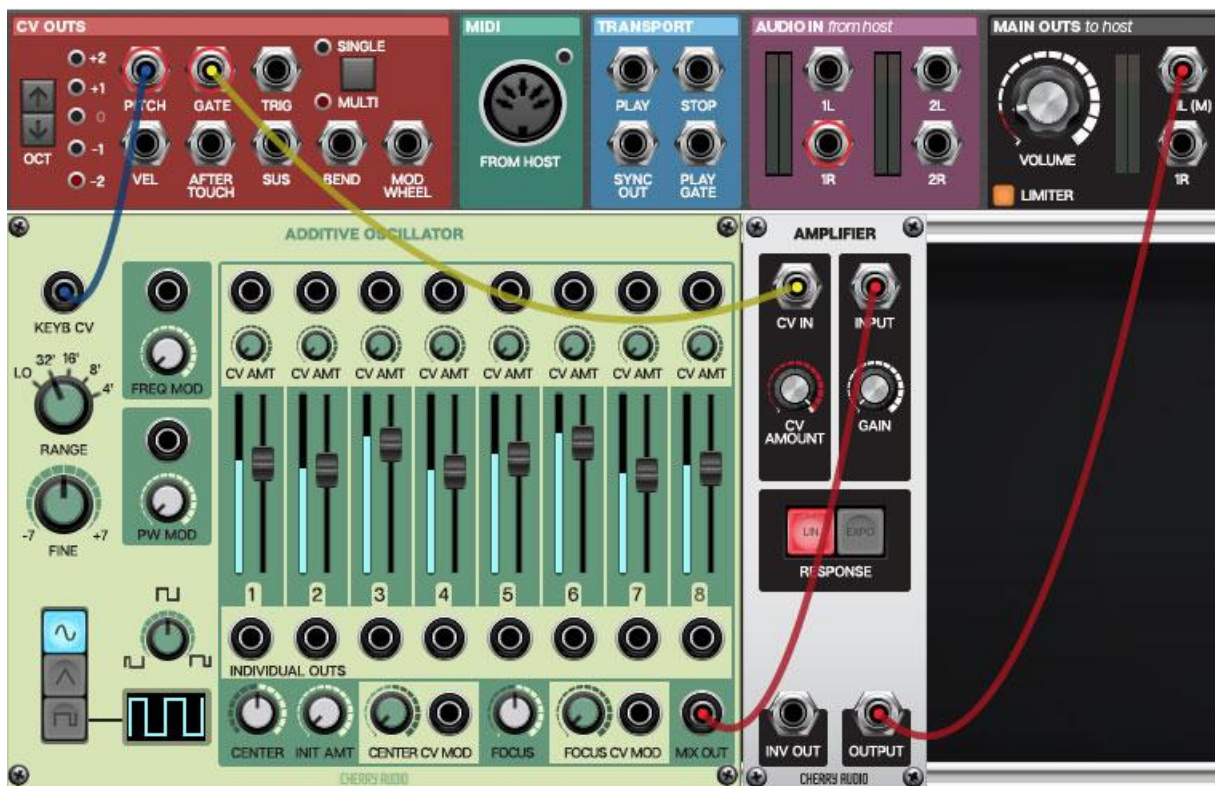 CV OUTS
+2
+1
0
-1
-2
OCT
PITCH
GATE
TRIG
SINGLE
MULTI
VEL
AFTER
TOUCH
SUS
BEND
MOD
WHEEL
MIDI
FROM HOST
TRANSPORT
PLAY
STOP
SYNC
OUT
PLAY
GATE
AUDIO IN from host
1L
2L
1R
2R
MAIN OUTS to host
VOLUME
LIMITER
1L (M)
1R
ADDITIVE OSCILLATOR
KEYB CV
LO
32'
16'
8'
4'
RANGE
-7
+7
FINE
FREQ MOD
PW MOD
CV AMT CV AMT CV AMT CV AMT CV AMT CV AMT CV AMT CV AMT
1 2 3 4 5 6 7 8
INDIVIDUAL OUTS
CENTER
INIT AMT
CENTER CV MOD
FOCUS
FOCUS CV MOD
MIX OUT
CHERRY AUDIO
AMPLIFIER
CV IN
INPUT
CV
AMOUNT
GAIN
LIN
EXPO
RESPONSE
INV OUT
OUTPUT
CHERRY AUDIO